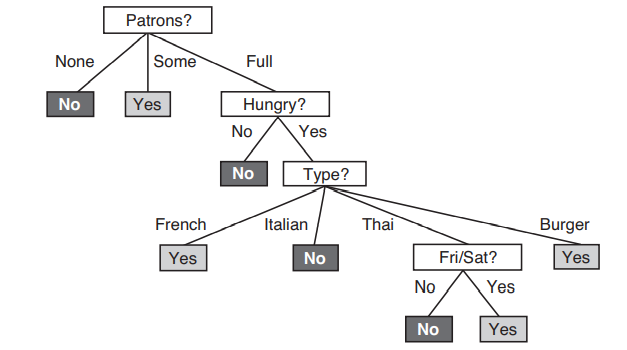 Patrons?
None Some Full
No Yes Hungry?
No Yes
No Type?
French Italian Thai Burger
Yes No Fri/Sat? Yes
No Yes
No Yes